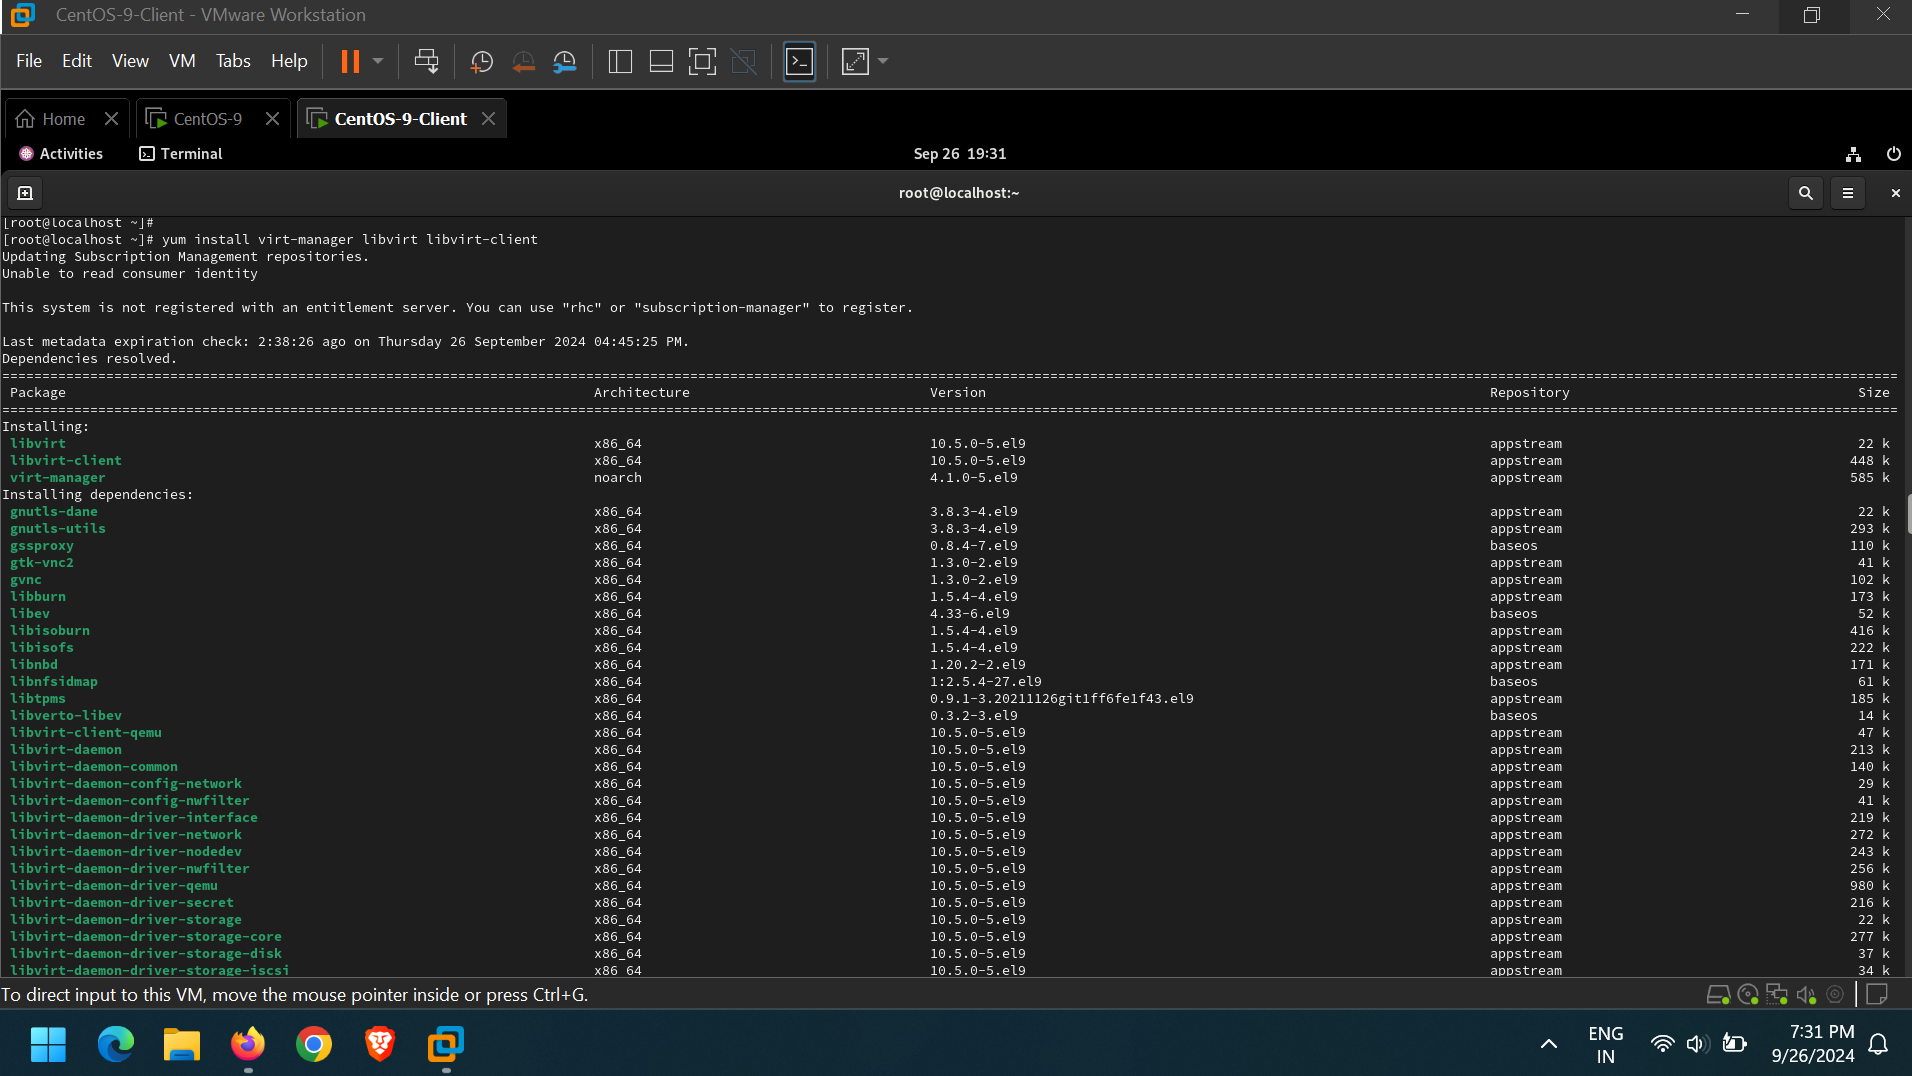 CentOS-9-Client - VMware Workstation
File Edit View VM Tabs Help
Home CentOS-9 CentOS-9-Client
Activities Terminal Sep 26 19:31
root@localhost:~
[root@localhost ~]#
[root@localhost ~]# yum install virt-manager libvirt libvirt-client
Updating Subscription Management repositories.
Unable to read consumer identity
This system is not registered with an entitlement server. You can use "rhc" or "subscription-manager" to register.
Last metadata expiration check: 2:38:26 ago on Thursday 26 September 2024 04:45:25 PM.
Dependencies resolved.
================================================================================
Package Architecture Version Repository Size
================================================================================
Installing:
libvirt x86_64 10.5.0-5.el9 appstream 22 k
libvirt-client x86_64 10.5.0-5.el9 appstream 448 k
virt-manager noarch 4.1.0-5.el9 appstream 585 k
Installing dependencies:
gnutls-dane x86_64 3.8.3-4.el9 appstream 22 k
gnutls-utils x86_64 3.8.3-4.el9 appstream 293 k
gssproxy x86_64 0.8.4-7.el9 baseos 110 k
gtk-vnc2 x86_64 1.3.0-2.el9 appstream 41 k
gvnc x86_64 1.3.0-2.el9 appstream 102 k
libburn x86_64 1.5.4-4.el9 appstream 173 k
libev x86_64 4.33-6.el9 baseos 52 k
libisoburn x86_64 1.5.4-4.el9 appstream 416 k
libisofs x86_64 1.5.4-4.el9 appstream 222 k
libnbd x86_64 1.20.2-2.el9 appstream 171 k
libnfsidmap x86_64 1:2.5.4-27.el9 baseos 61 k
libtpms x86_64 0.9.1-3.20211126git1ff6fe1f43.el9 appstream 185 k
libverto-libev x86_64 0.3.2-3.el9 baseos 14 k
libvirt-client-qemu x86_64 10.5.0-5.el9 appstream 47 k
libvirt-daemon x86_64 10.5.0-5.el9 appstream 213 k
libvirt-daemon-common x86_64 10.5.0-5.el9 appstream 140 k
libvirt-daemon-config-network x86_64 10.5.0-5.el9 appstream 29 k
libvirt-daemon-config-nwfilter x86_64 10.5.0-5.el9 appstream 41 k
libvirt-daemon-driver-interface x86_64 10.5.0-5.el9 appstream 219 k
libvirt-daemon-driver-network x86_64 10.5.0-5.el9 appstream 272 k
libvirt-daemon-driver-nodedev x86_64 10.5.0-5.el9 appstream 243 k
libvirt-daemon-driver-nwfilter x86_64 10.5.0-5.el9 appstream 256 k
libvirt-daemon-driver-qemu x86_64 10.5.0-5.el9 appstream 980 k
libvirt-daemon-driver-secret x86_64 10.5.0-5.el9 appstream 216 k
libvirt-daemon-driver-storage x86_64 10.5.0-5.el9 appstream 22 k
libvirt-daemon-driver-storage-core x86_64 10.5.0-5.el9 appstream 277 k
libvirt-daemon-driver-storage-disk x86_64 10.5.0-5.el9 appstream 37 k
libvirt-daemon-driver-storage-iscsi x86_64 10.5.0-5.el9 appstream 34 k
To direct input to this VM, move the mouse pointer inside or press Ctrl+G.
ENG 7:31 PM
IN 9/26/2024